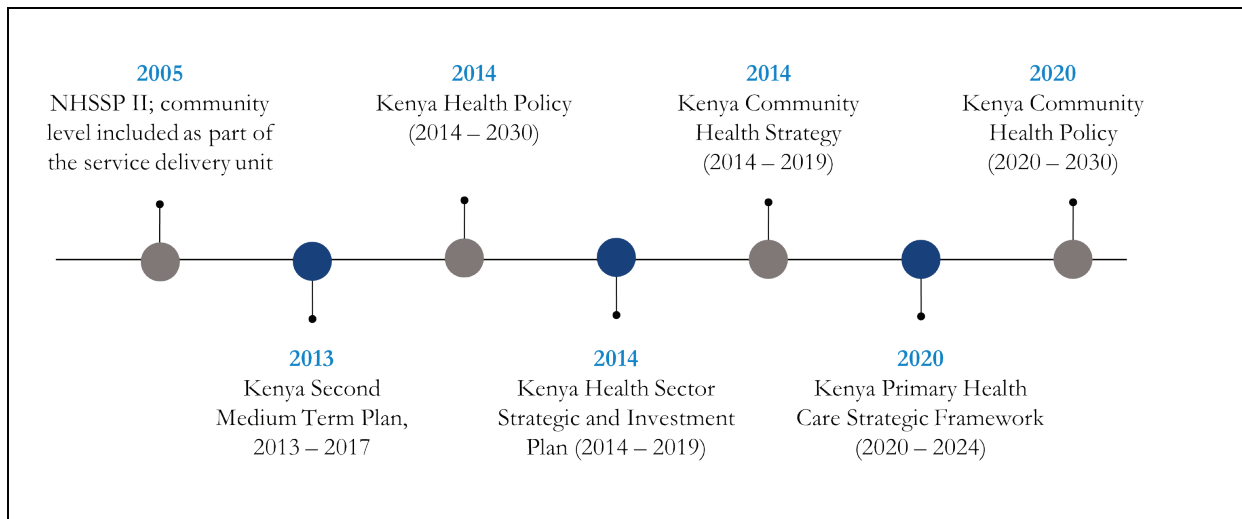 2005
NHSSP II; community
level included as part of
the service delivery unit
2013
Kenya Second
Medium Term Plan,
2013 – 2017
2014
Kenya Health Policy
(2014 – 2030)
2014
Kenya Health Sector
Strategic and Investment
Plan (2014 – 2019)
2014
Kenya Community
Health Strategy
(2014 – 2019)
2020
Kenya Primary Health
Care Strategic Framework
(2020 – 2024)
2020
Kenya Community
Health Policy
(2020 – 2030)